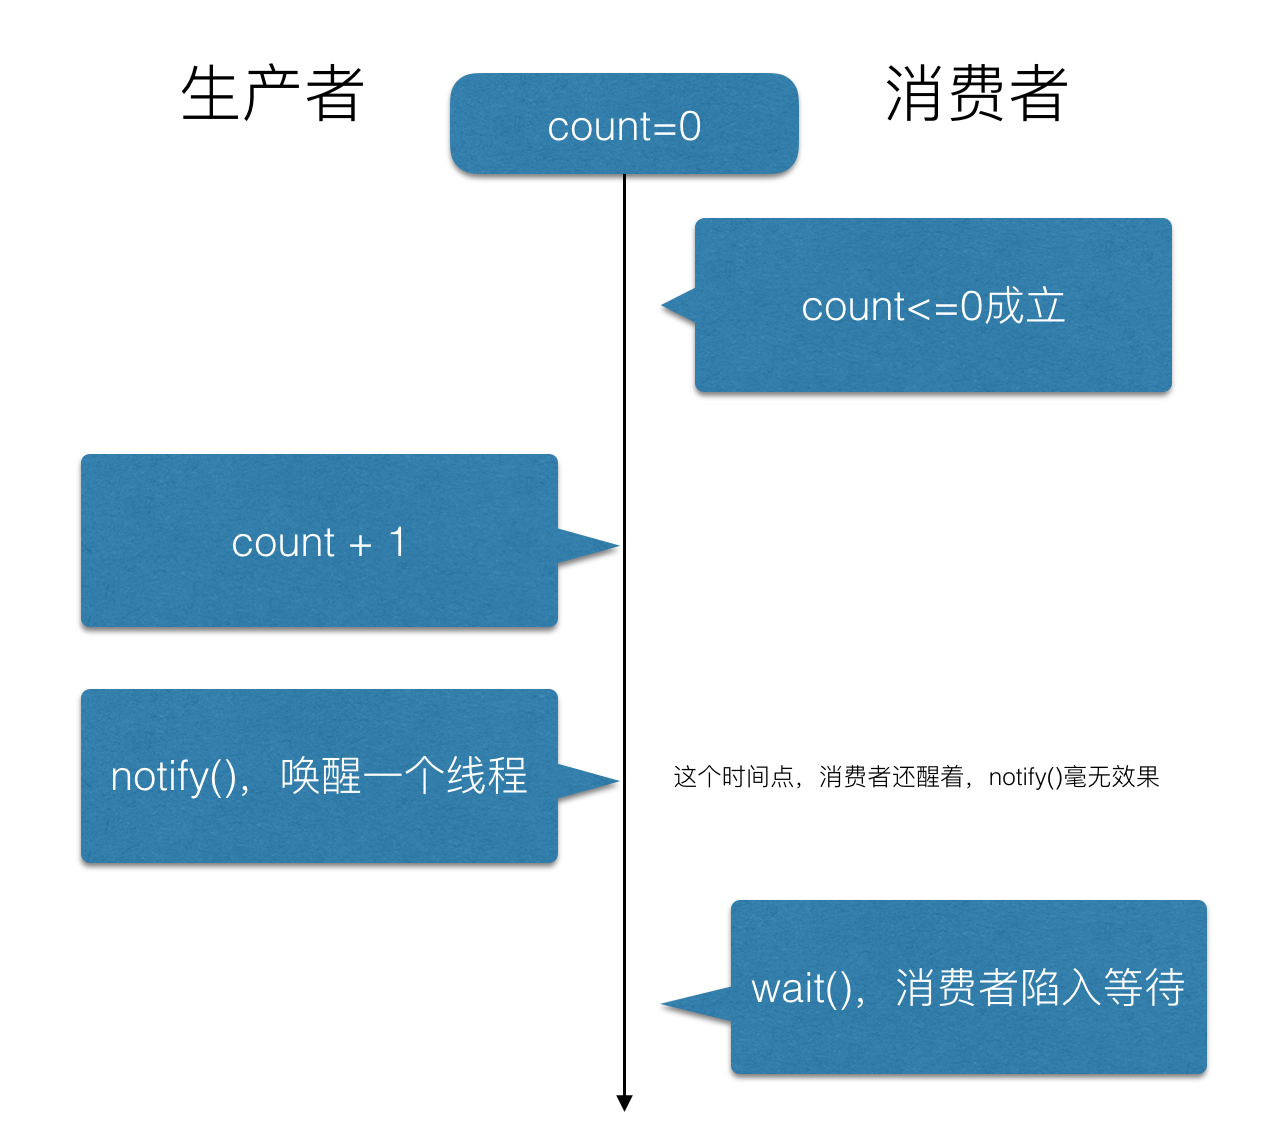 生产者
count=0
消费者
count<=0成立
count + 1
notify()，唤醒一个线程
这个时间点，消费者还醒着，notify()毫无效果
wait()，消费者陷入等待